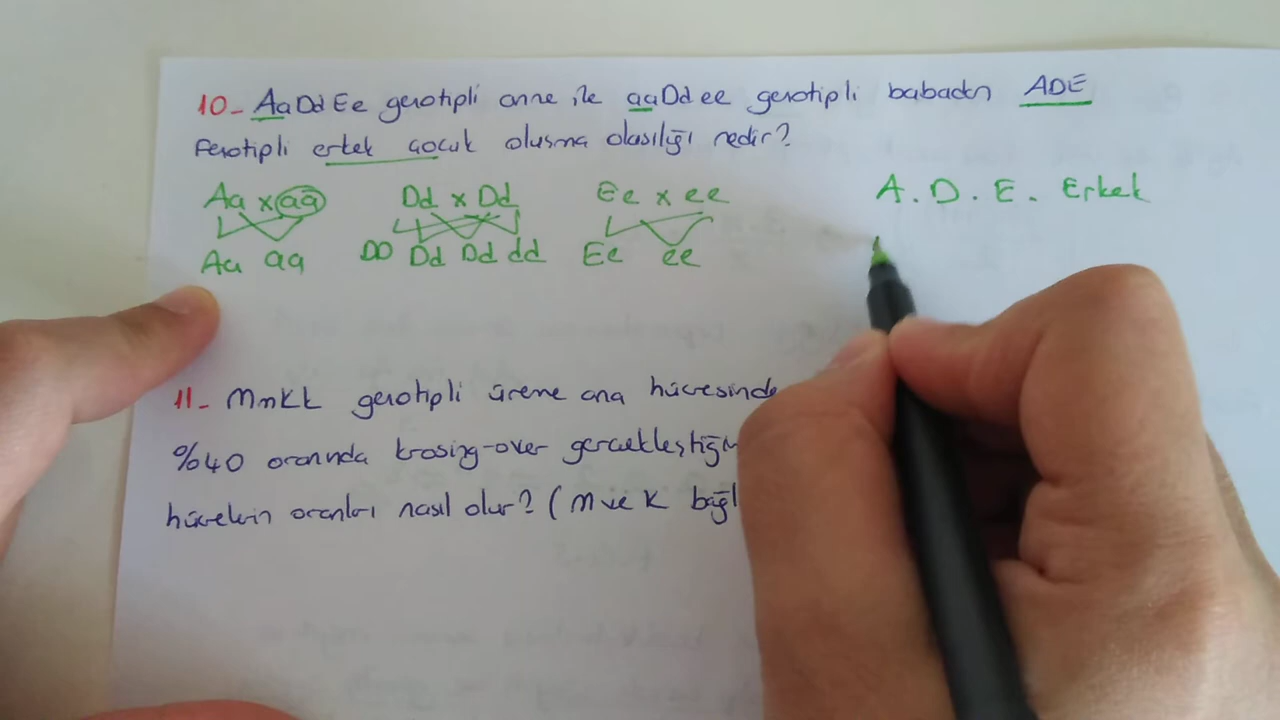 10- AaDdEe genotipli anne ile aaDdee genotipli babadan ADE
Fenotipli erkek çocuk oluşma olasılığı nedir?
Aa x aa Dd x Dd Ee x ee A . D . E . Erkek
Aa aa DD Dd Dd dd Ee ee
11- MmKk genotipli üreme ana hücresinde
%40 oranında krosing-over gerçekleştiğin
hücrelerin oranları nasıl olur? (M ve K bağl